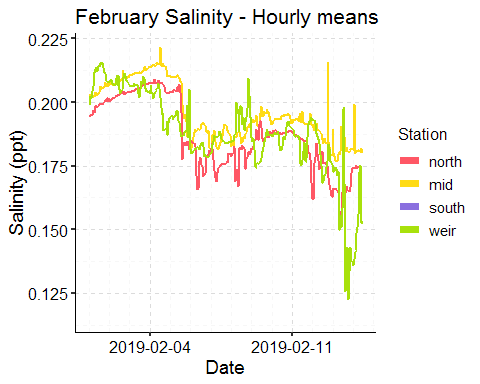 February Salinity - Hourly means
0.225
0.200
0.175
0.150
0.125
Salinity (ppt)
2019-02-04
2019-02-11
Date
Station
north
mid
south
weir